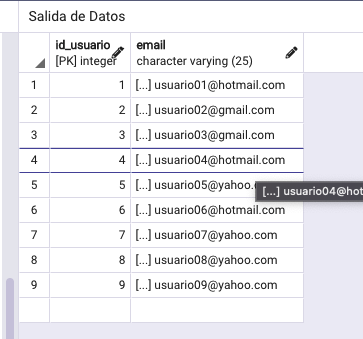 Salida de Datos
id_usuario email
[PK] integer character varying (25)
1 1 [...] usuario01@hotmail.com
2 2 [...] usuario02@gmail.com
3 3 [...] usuario03@gmail.com
4 4 [...] usuario04@hotmail.com
5 5 [...] usuario05@yahoo.
[...] usuario04@hot
6 6 [...] usuario06@hotmail.com
7 7 [...] usuario07@yahoo.com
8 8 [...] usuario08@yahoo.com
9 9 [...] usuario09@yahoo.com